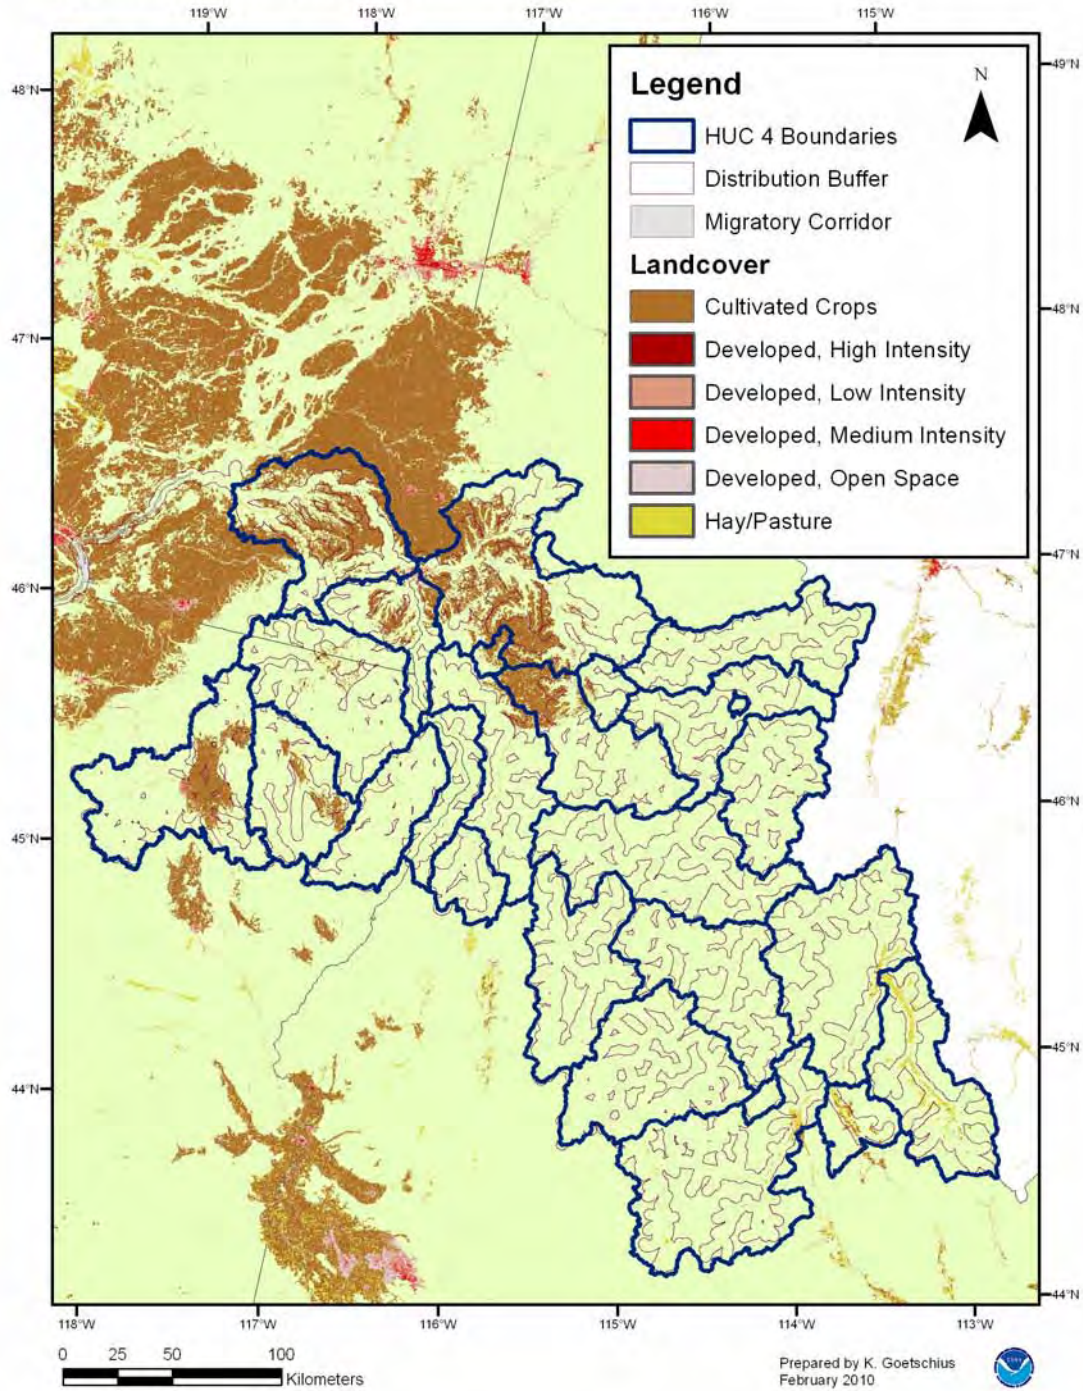 119°W 118°W 117°W 116°W 115°W
Legend
N
HUC 4 Boundaries
Distribution Buffer
Migratory Corridor
Landcover
Cultivated Crops
Developed, High Intensity
Developed, Low Intensity
Developed, Medium Intensity
Developed, Open Space
Hay/Pasture
48°N
47°N
46°N
45°N
44°N
49°N
48°N
47°N
46°N
45°N
44°N
118°W 117°W 116°W 115°W 114°W 113°W
0 25 50 100
Kilometers
Prepared by K. Goetschius
February 2010